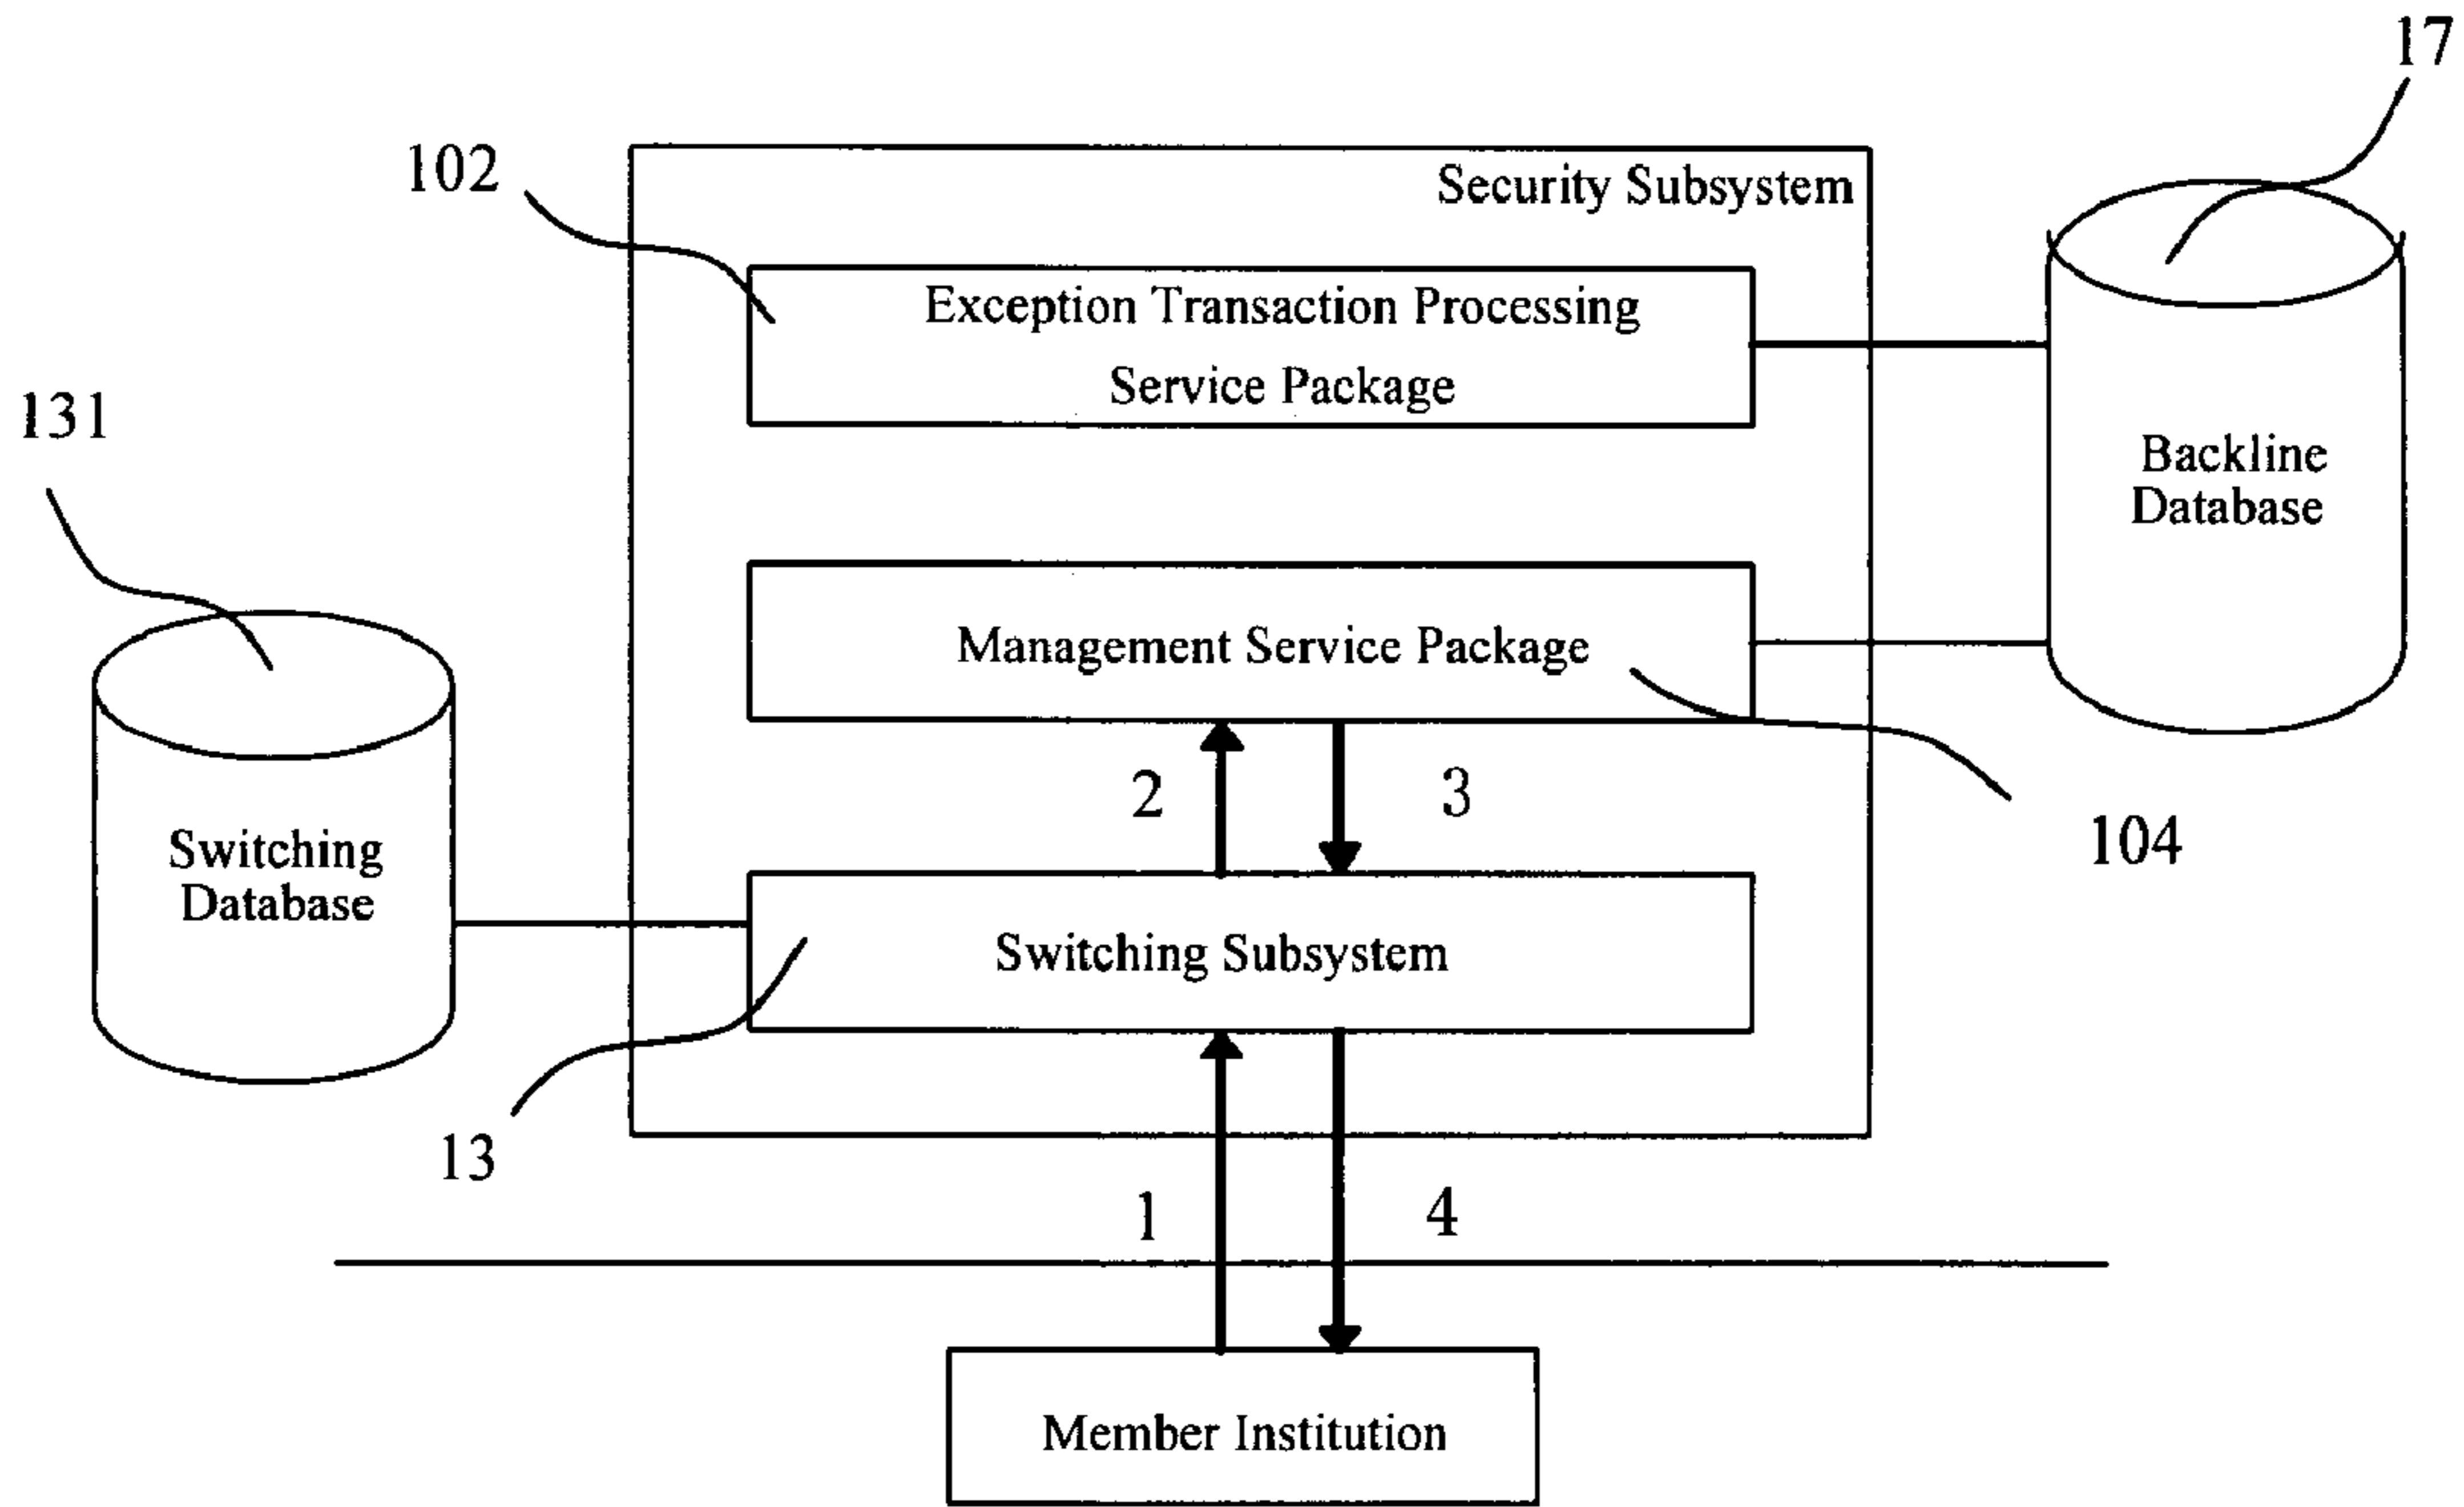 17
102
Security Subsystem
Exception Transaction Processing
Service Package
131
Backline
Database
Management Service Package
2
3
104
Switching
Database
Switching Subsystem
13
1
4
Member Institution